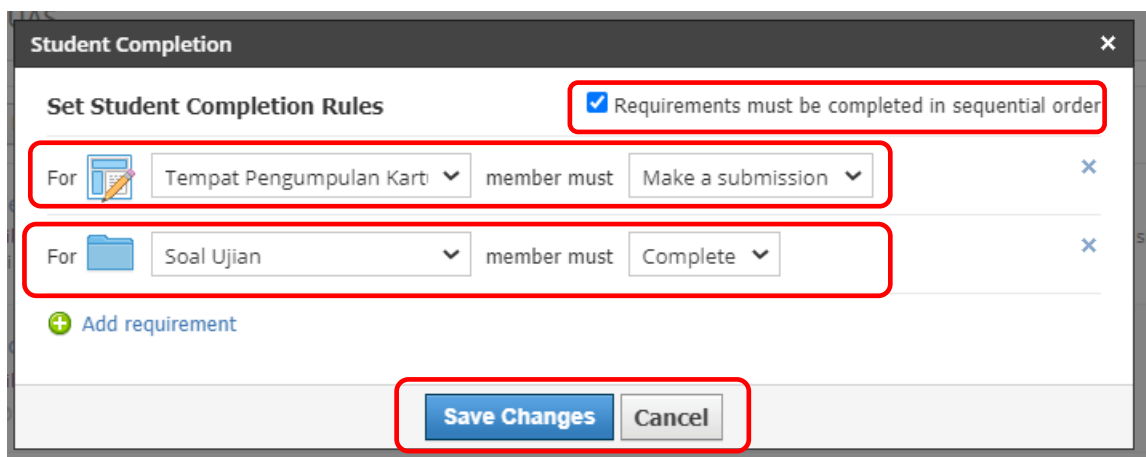 UAS
Student Completion ×
Set Student Completion Rules Requirements must be completed in sequential order
For Tempat Pengumpulan Kart member must Make a submission
For Soal Ujian member must Complete
Add requirement
Save Changes Cancel